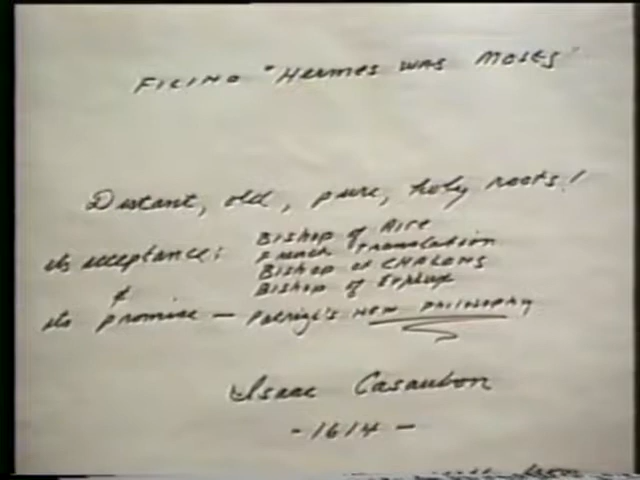 FICINO "HERMES WAS MOSES"
Distant, old, pure, holy roots!
its acceptance: Bishop of Aire
French Translation
Bishop of CHALONS
Bishop of
&
its promise — Patrizi's NEW PHILOSOPHY
Isaac Casaubon
- 1614 -